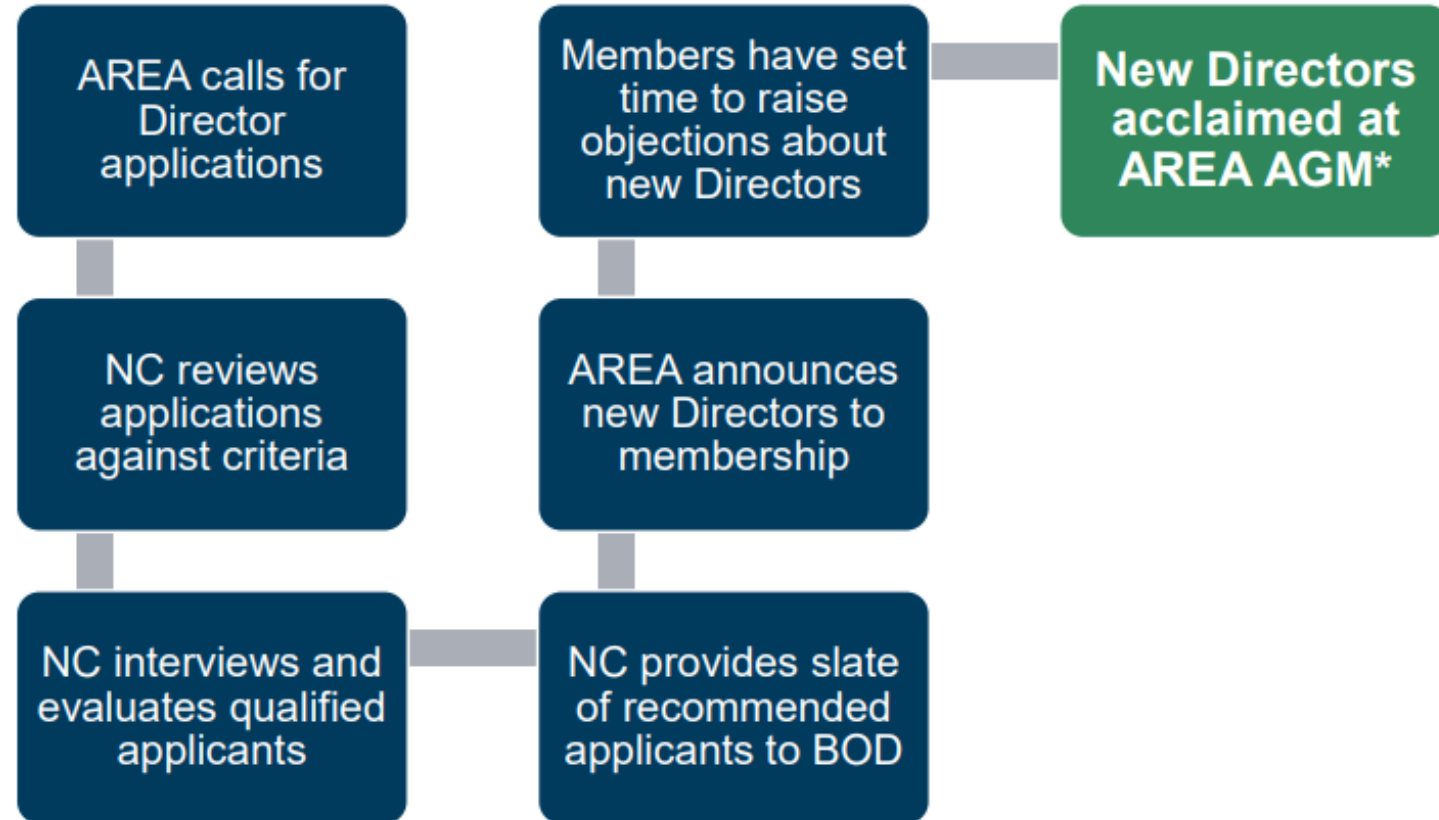 AREA calls for
Director
applications
NC reviews
applications
against criteria
NC interviews and
evaluates qualified
applicants
NC provides slate
of recommended
applicants to BOD
AREA announces
new Directors to
membership
Members have set
time to raise
objections about
new Directors
New Directors
acclaimed at
AREA AGM*